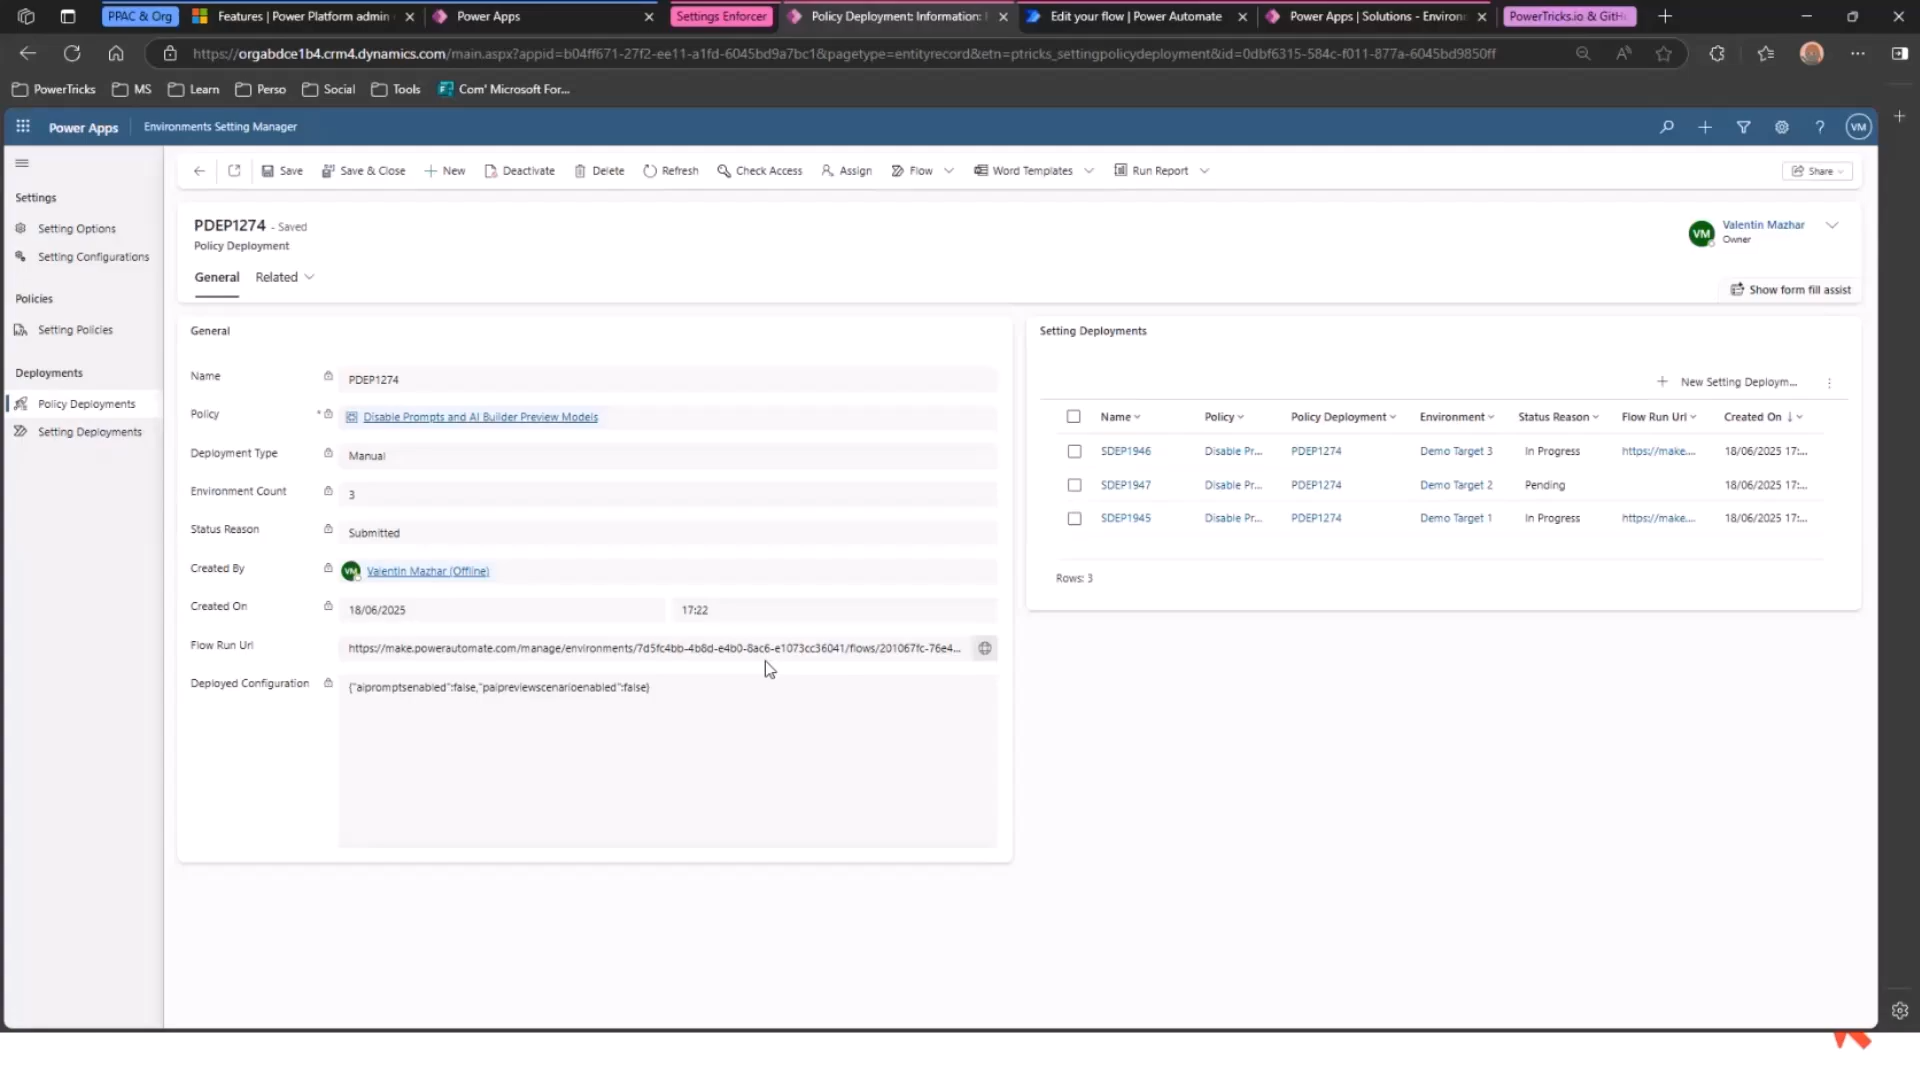 PPAC & Org
Features | Power Platform admin
Power Apps
Settings Enforcer
Policy Deployment: Information:
Edit your flow | Power Automate
Power Apps | Solutions - Environ
PowerTricks.io & GitH
https://orgabdce1b4.crm4.dynamics.com/main.aspx?appid=b04ff671-27f2-ee11-a1fd-6045bd9a7bc1&pagetype=entityrecord&etn=ptricks_settingpolicydeployment&id=0dbf6315-584c-f011-877a-6045bd9850ff
PowerTricks
MS
Learn
Perso
Social
Tools
Com' Microsoft For...
Power Apps
Environments Setting Manager
VM
Save
Save & Close
New
Deactivate
Delete
Refresh
Check Access
Assign
Flow
Word Templates
Run Report
Share
Settings
Setting Options
Setting Configurations
Policies
Setting Policies
Deployments
Policy Deployments
Setting Deployments
PDEP1274 - Saved
Policy Deployment
VM
Valentin Mazhar
Owner
General
Related
Show form fill assist
General
Name
PDEP1274
Policy
* Disable Prompts and AI Builder Preview Models
Deployment Type
Manual
Environment Count
3
Status Reason
Submitted
Created By
VM
Valentin Mazhar (Offline)
Created On
18/06/2025
17:22
Flow Run Url
https://make.powerautomate.com/manage/environments/7d5fc4bb-4b8d-e4b0-8ac6-e1073cc36041/flows/201067fc-76e4...
Deployed Configuration
{"aipromptsenabled":false,"paipreviewscenarioenabled":false}
Setting Deployments
New Setting Deploym...
Name Policy Policy Deployment Environment Status Reason Flow Run Url Created On
SDEP1946 Disable Pr... PDEP1274 Demo Target 3 In Progress https://make.... 18/06/2025 17:...
SDEP1947 Disable Pr... PDEP1274 Demo Target 2 Pending 18/06/2025 17:...
SDEP1945 Disable Pr... PDEP1274 Demo Target 1 In Progress https://make.... 18/06/2025 17:...
Rows: 3